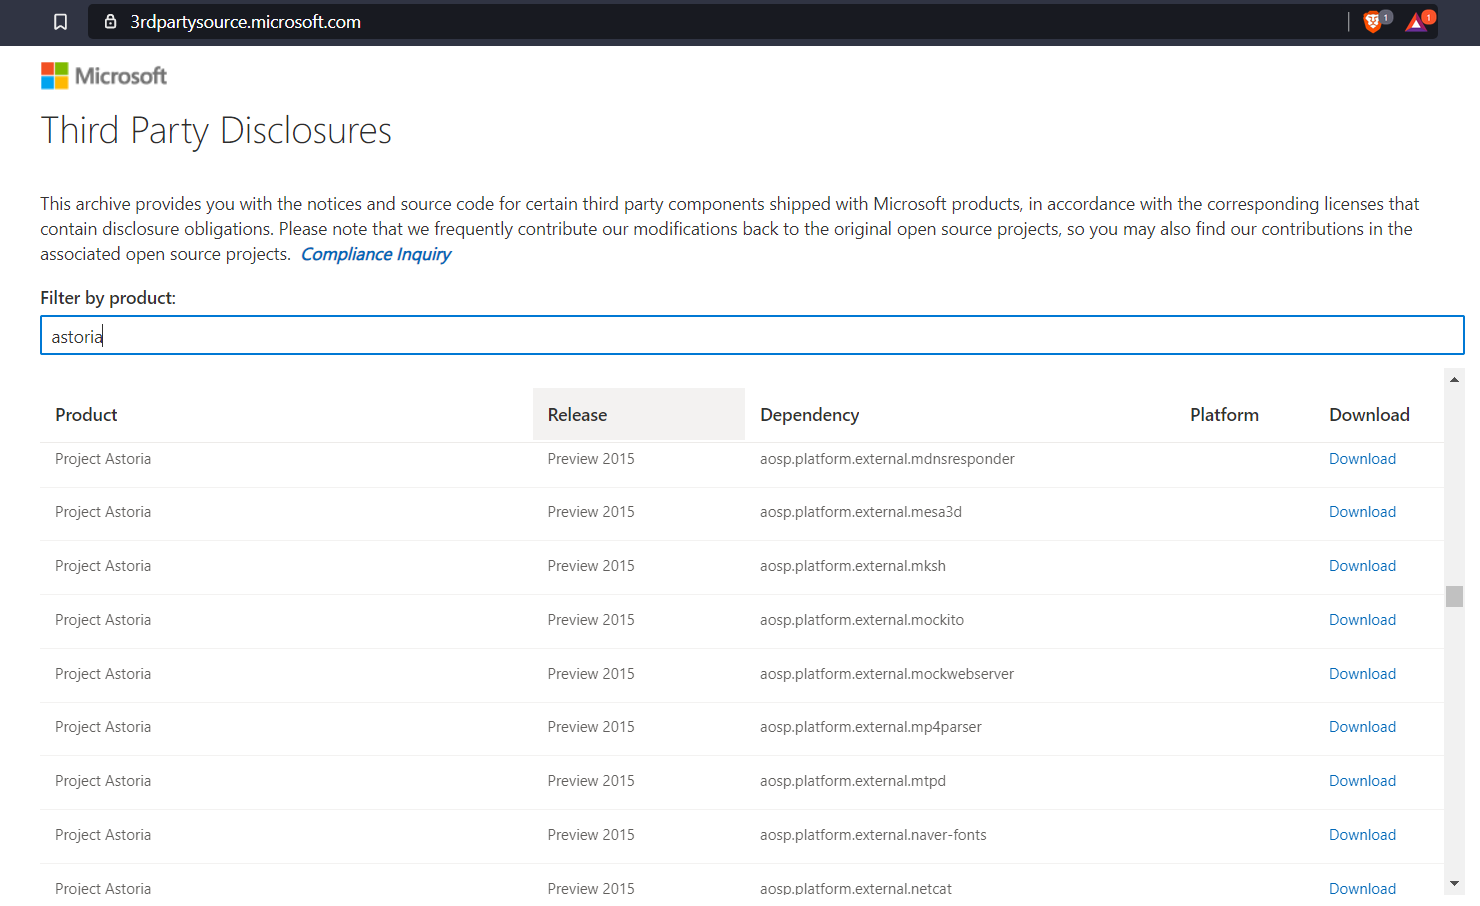 3rdpartysource.microsoft.com
1
1
Microsoft
Third Party Disclosures
This archive provides you with the notices and source code for certain third party components shipped with Microsoft products, in accordance with the corresponding licenses that
contain disclosure obligations. Please note that we frequently contribute our modifications back to the original open source projects, so you may also find our contributions in the
associated open source projects. Compliance Inquiry
Filter by product:
astoria
Product Release Dependency Platform Download
Project Astoria Preview 2015 aosp.platform.external.mdnsresponder Download
Project Astoria Preview 2015 aosp.platform.external.mesa3d Download
Project Astoria Preview 2015 aosp.platform.external.mksh Download
Project Astoria Preview 2015 aosp.platform.external.mockito Download
Project Astoria Preview 2015 aosp.platform.external.mockwebserver Download
Project Astoria Preview 2015 aosp.platform.external.mp4parser Download
Project Astoria Preview 2015 aosp.platform.external.mtpd Download
Project Astoria Preview 2015 aosp.platform.external.naver-fonts Download
Project Astoria Preview 2015 aosp.platform.external.netcat Download